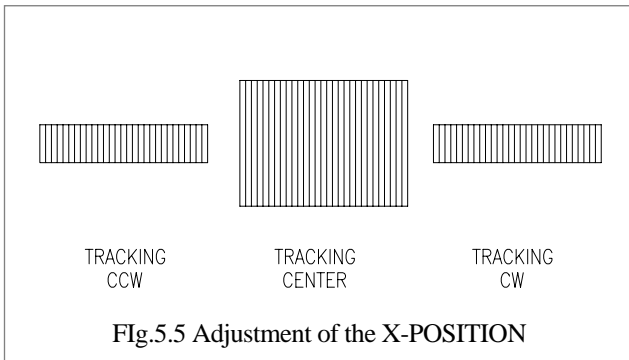 TRACKING TRACKING TRACKING
CCW CENTER CW
FIg.5.5 Adjustment of the X-POSITION